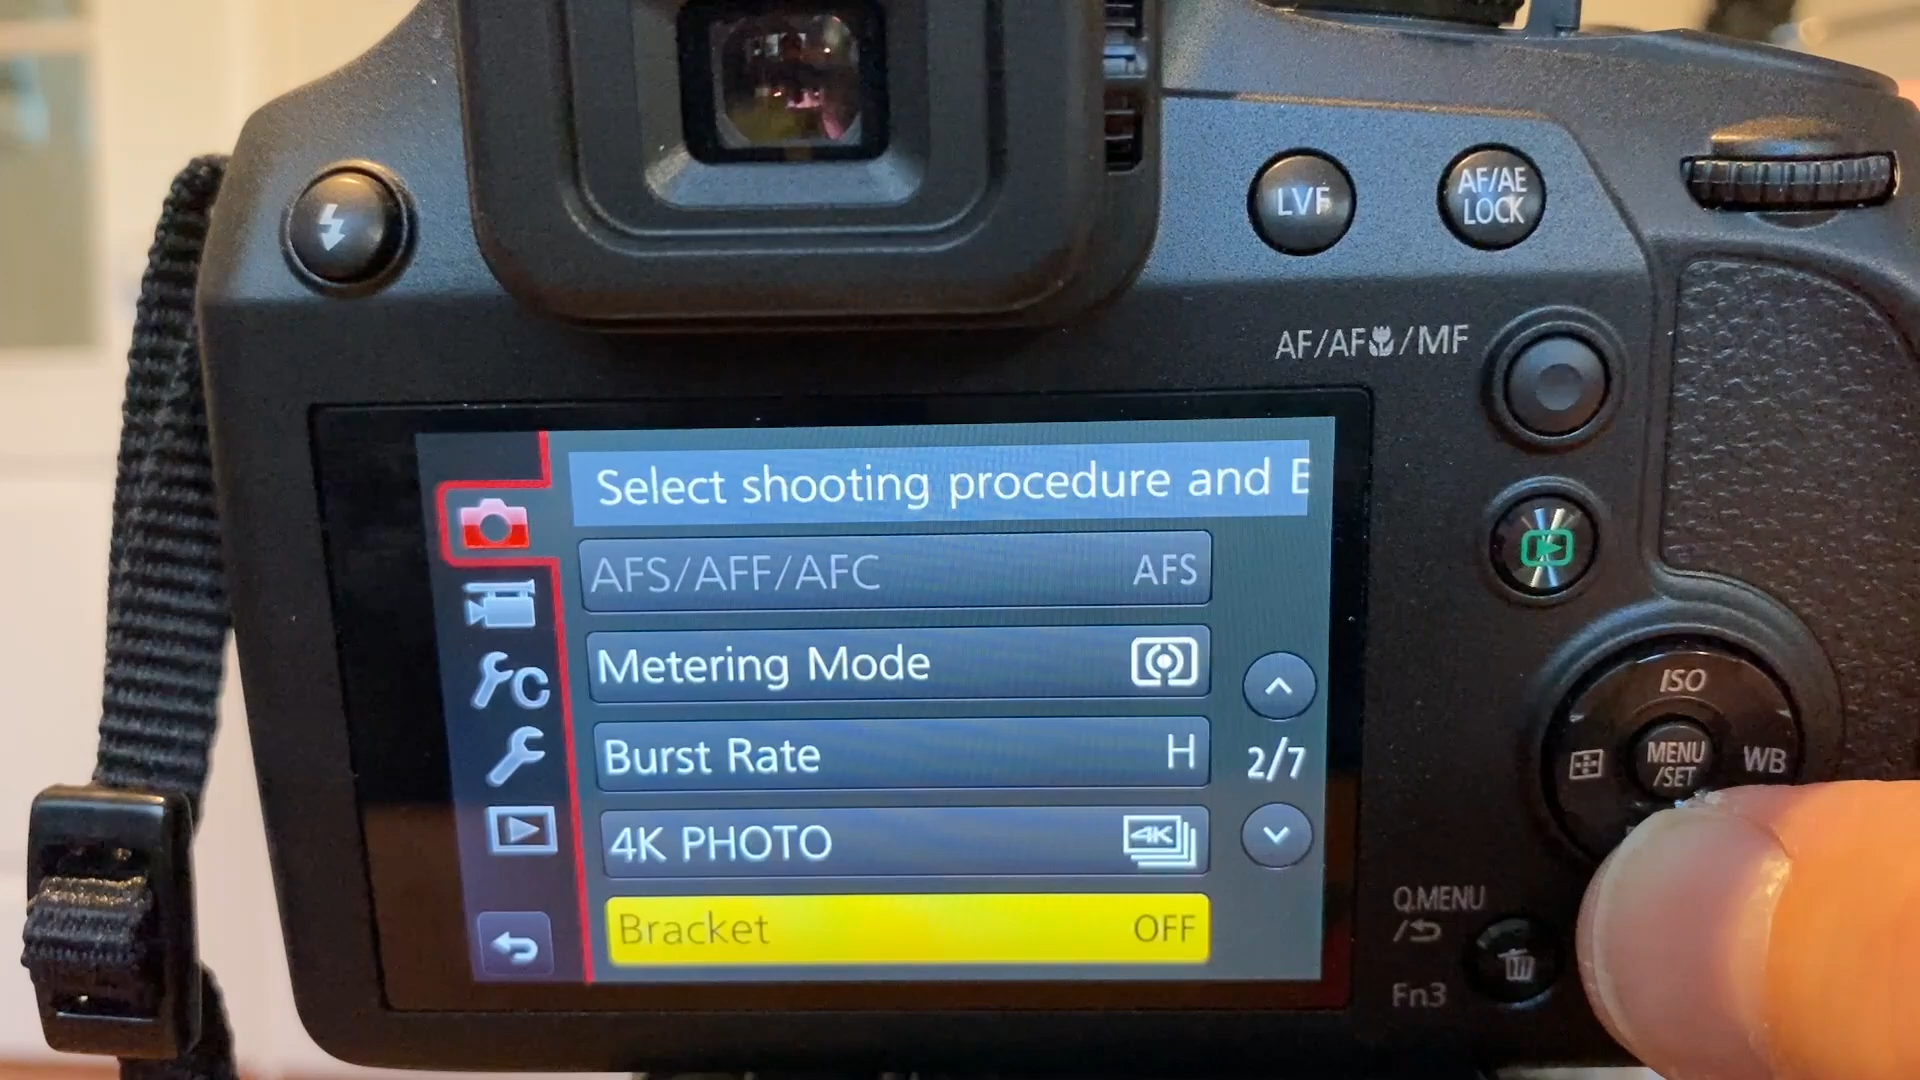 LVF
AF/AE
LOCK
AF/AF/MF
Select shooting procedure and
AFS/AFF/AFC AFS
Metering Mode
Burst Rate H
2/7
4K PHOTO 4K
Bracket OFF
C
ISO
MENU
/SET
WB
Q.MENU
/
Fn3